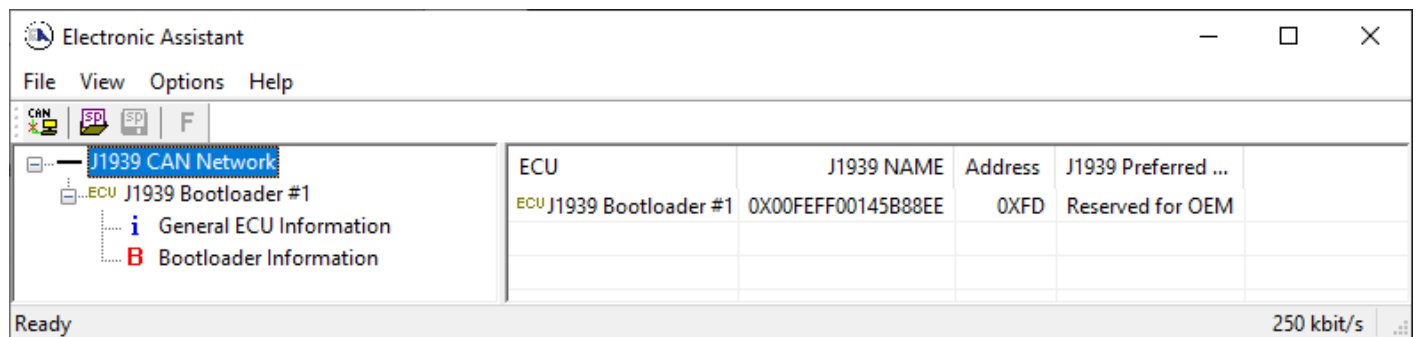 Electronic Assistant
File View Options Help
CAN SP SP F
J1939 CAN Network
ECU J1939 Bootloader #1
i General ECU Information
B Bootloader Information
ECU J1939 NAME Address J1939 Preferred ...
ECU J1939 Bootloader #1 0X00FEFF00145B88EE 0XFD Reserved for OEM
Ready 250 kbit/s